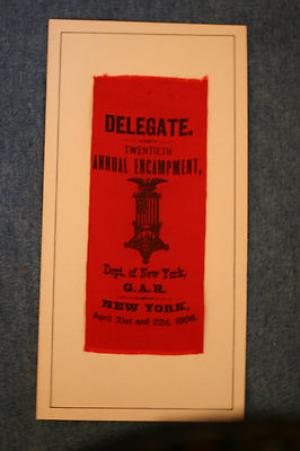 DELEGATE.
TWENTIETH
ANNUAL ENCAMPMENT,
Dept. of New York,
G. A. R.
NEW YORK,
April 21st and 22d, 1886.